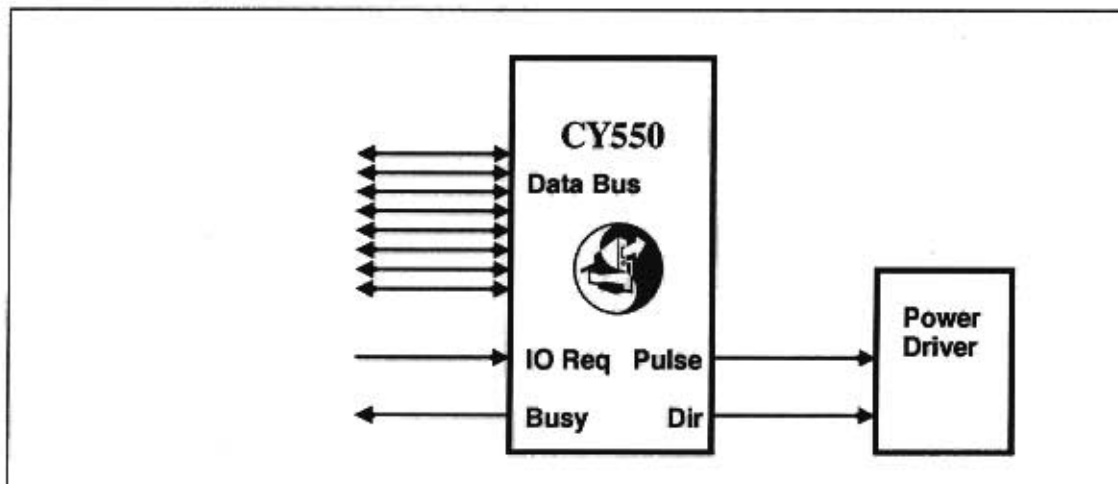 CY550
Data Bus
IO Req Pulse
Busy Dir
Power
Driver